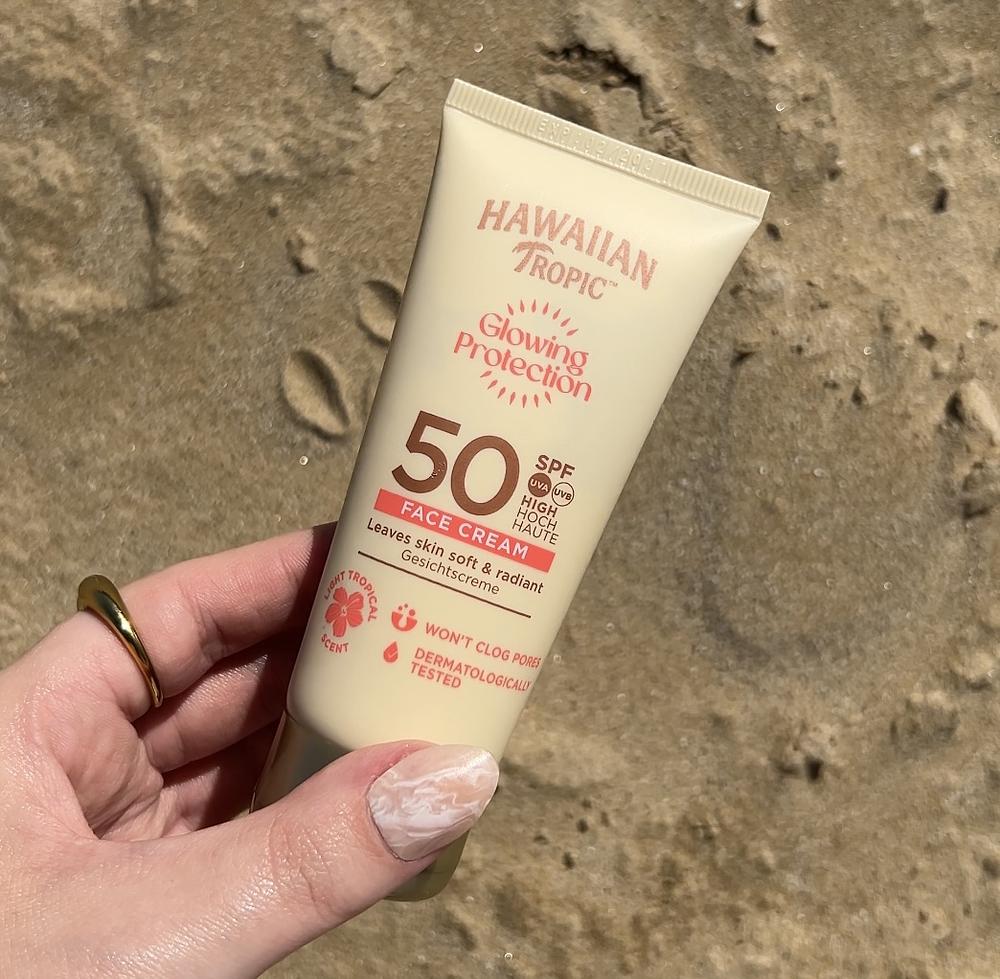 HAWAIIAN
TROPIC™
Glowing
Protection
50
SPF
UVA UVB
HIGH
HOCH
HAUTE
FACE CREAM
Leaves skin soft & radiant
Gesichtscreme
LIGHT TROPICAL
SCENT
WON'T CLOG PORES
DERMATOLOGICALLY
TESTED